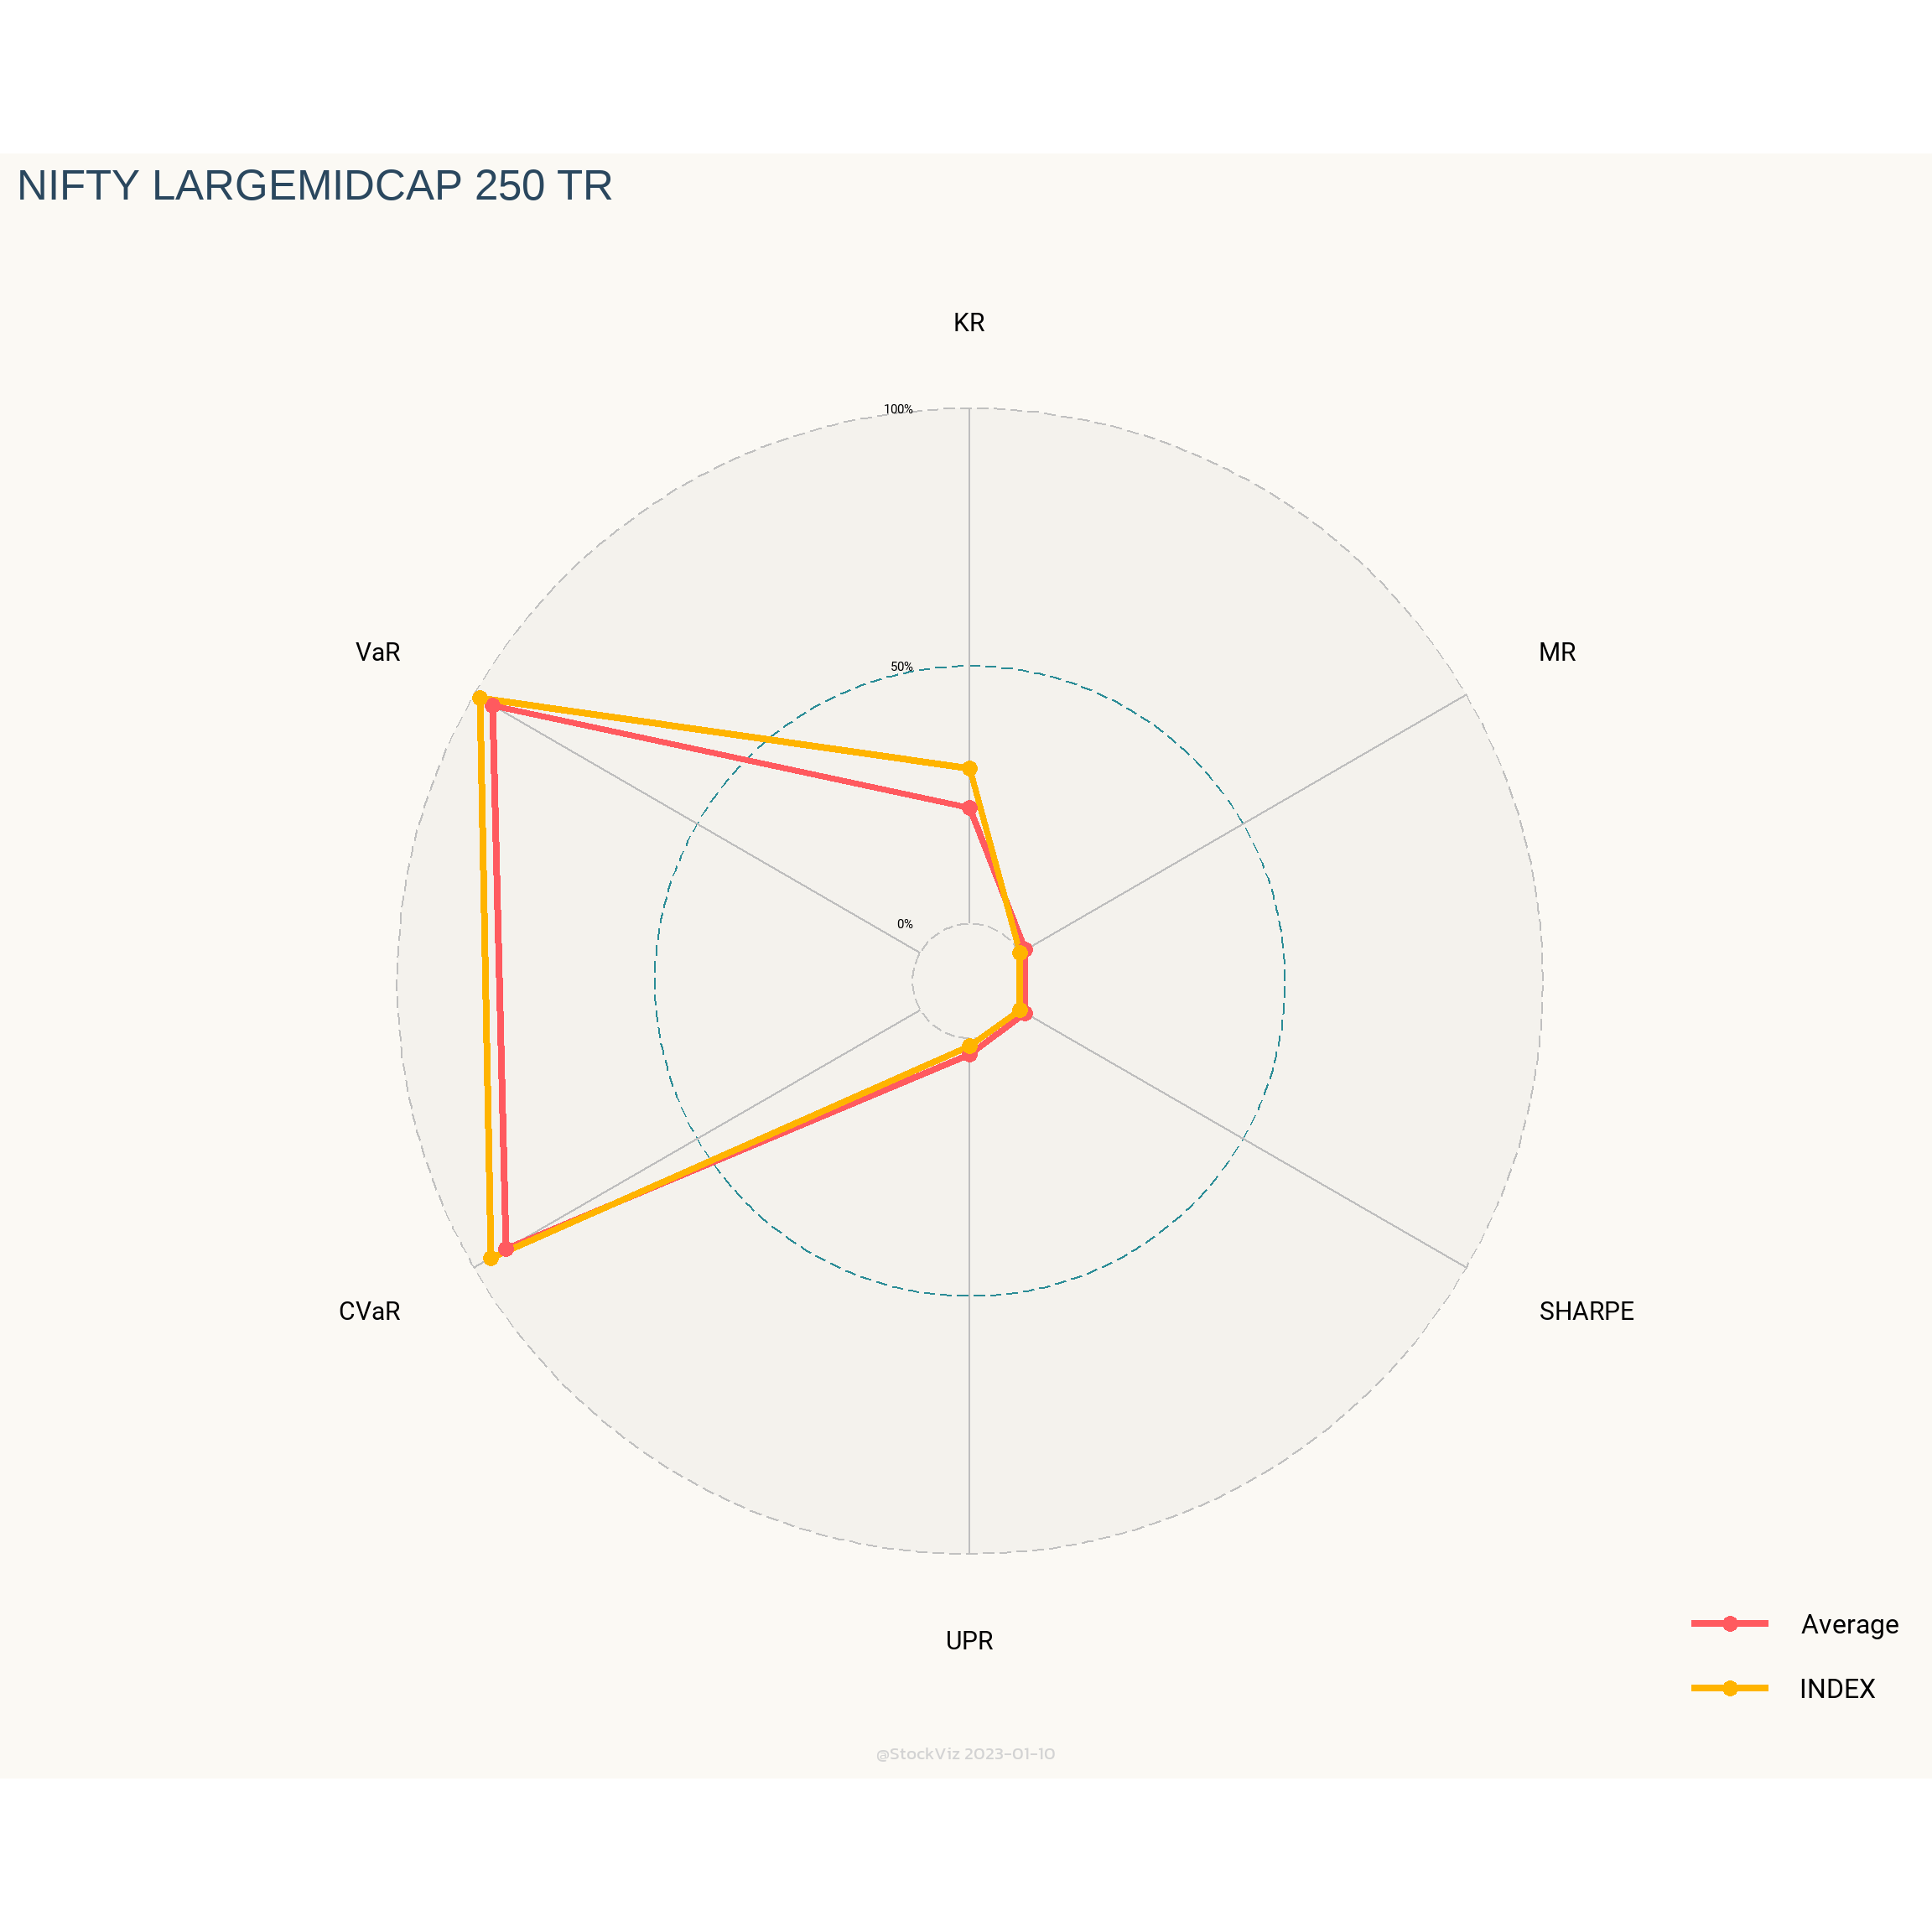 NIFTY LARGEMIDCAP 250 TR
KR
100%
VaR
MR
50%
0%
CVaR
SHARPE
UPR
Average
INDEX
@StockViz 2023-01-10